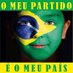 O MEU PARTIDO
É O MEU PAÍS